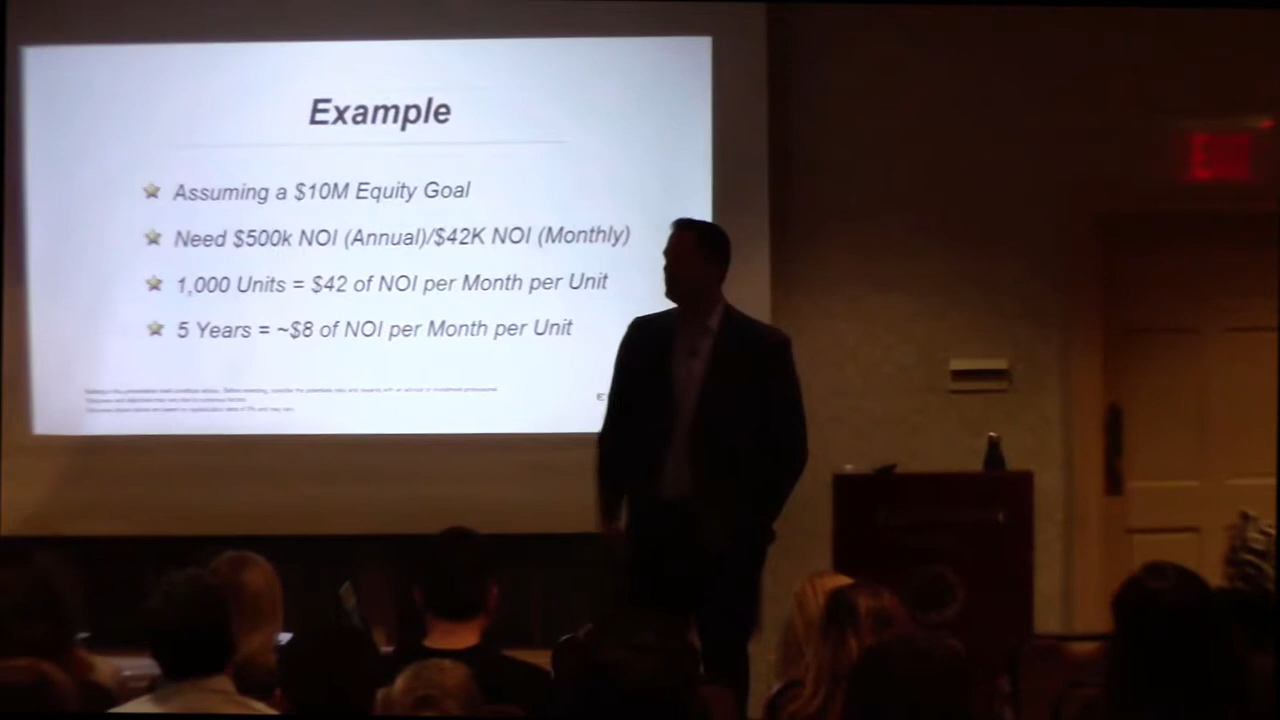 Example
Assuming a $10M Equity Goal
Need $500k NOI (Annual)/$42K NOI (Monthly)
1,000 Units = $42 of NOI per Month per Unit
5 Years = ~$8 of NOI per Month per Unit